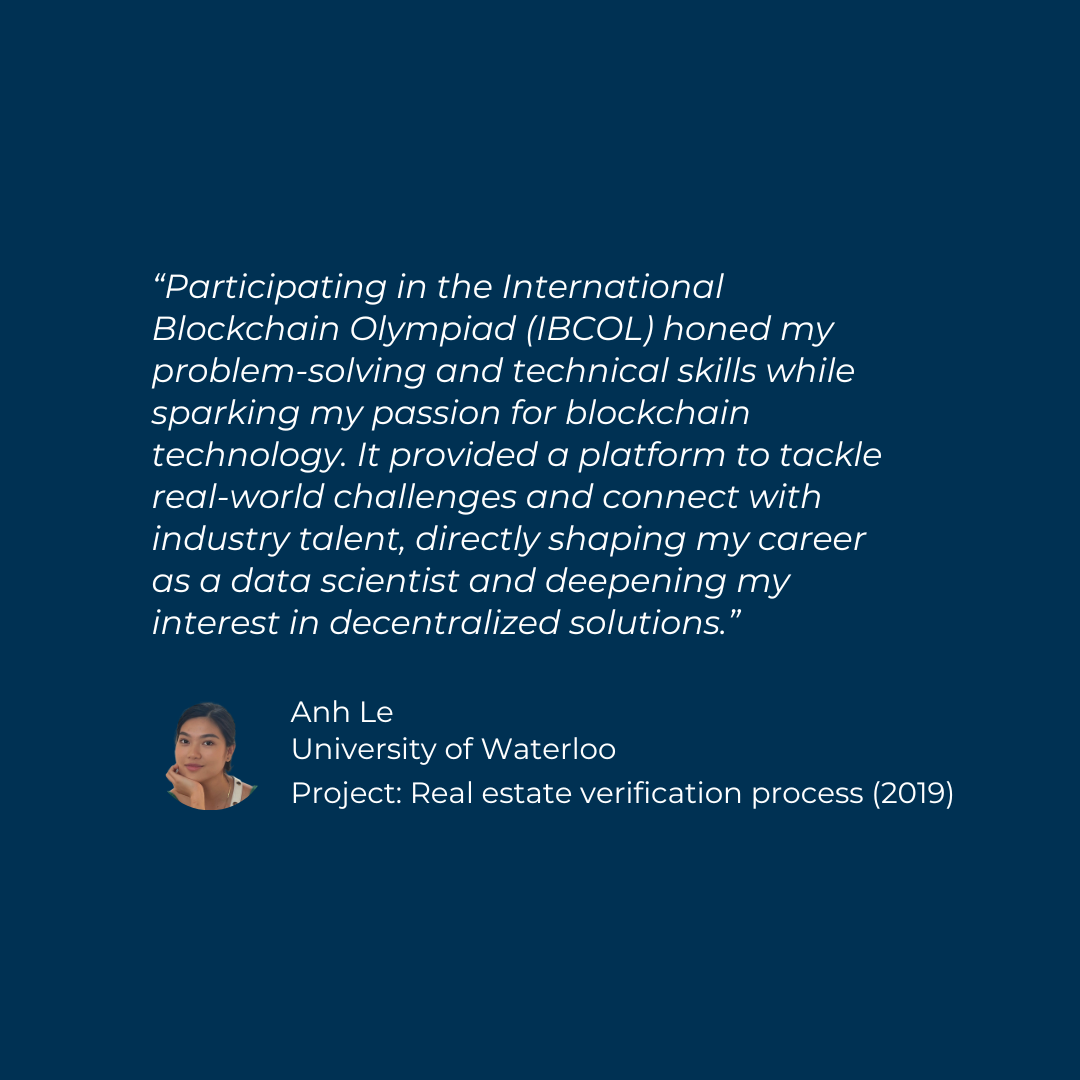 “Participating in the International
Blockchain Olympiad (IBCOL) honed my
problem-solving and technical skills while
sparking my passion for blockchain
technology. It provided a platform to tackle
real-world challenges and connect with
industry talent, directly shaping my career
as a data scientist and deepening my
interest in decentralized solutions.”
Anh Le
University of Waterloo
Project: Real estate verification process (2019)